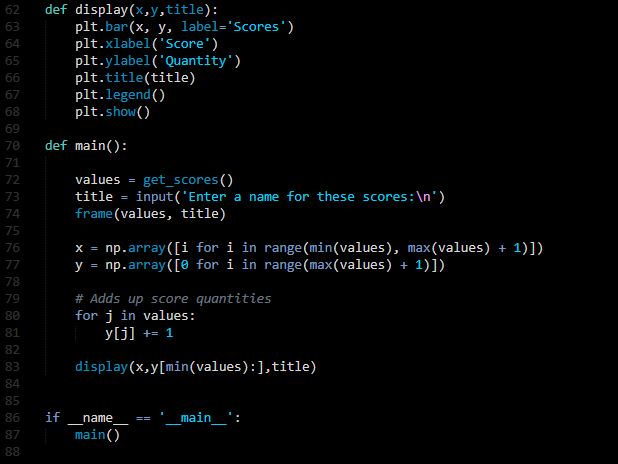 62 def display(x,y,title):
63     plt.bar(x, y, label='Scores')
64     plt.xlabel('Score')
65     plt.ylabel('Quantity')
66     plt.title(title)
67     plt.legend()
68     plt.show()
69
70 def main():
71
72     values = get_scores()
73     title = input('Enter a name for these scores:\n')
74     frame(values, title)
75
76     x = np.array([i for i in range(min(values), max(values) + 1)])
77     y = np.array([0 for i in range(max(values) + 1)])
78
79     # Adds up score quantities
80     for j in values:
81         y[j] += 1
82
83     display(x,y[min(values):],title)
84
85
86 if __name__ == '__main__':
87     main()
88